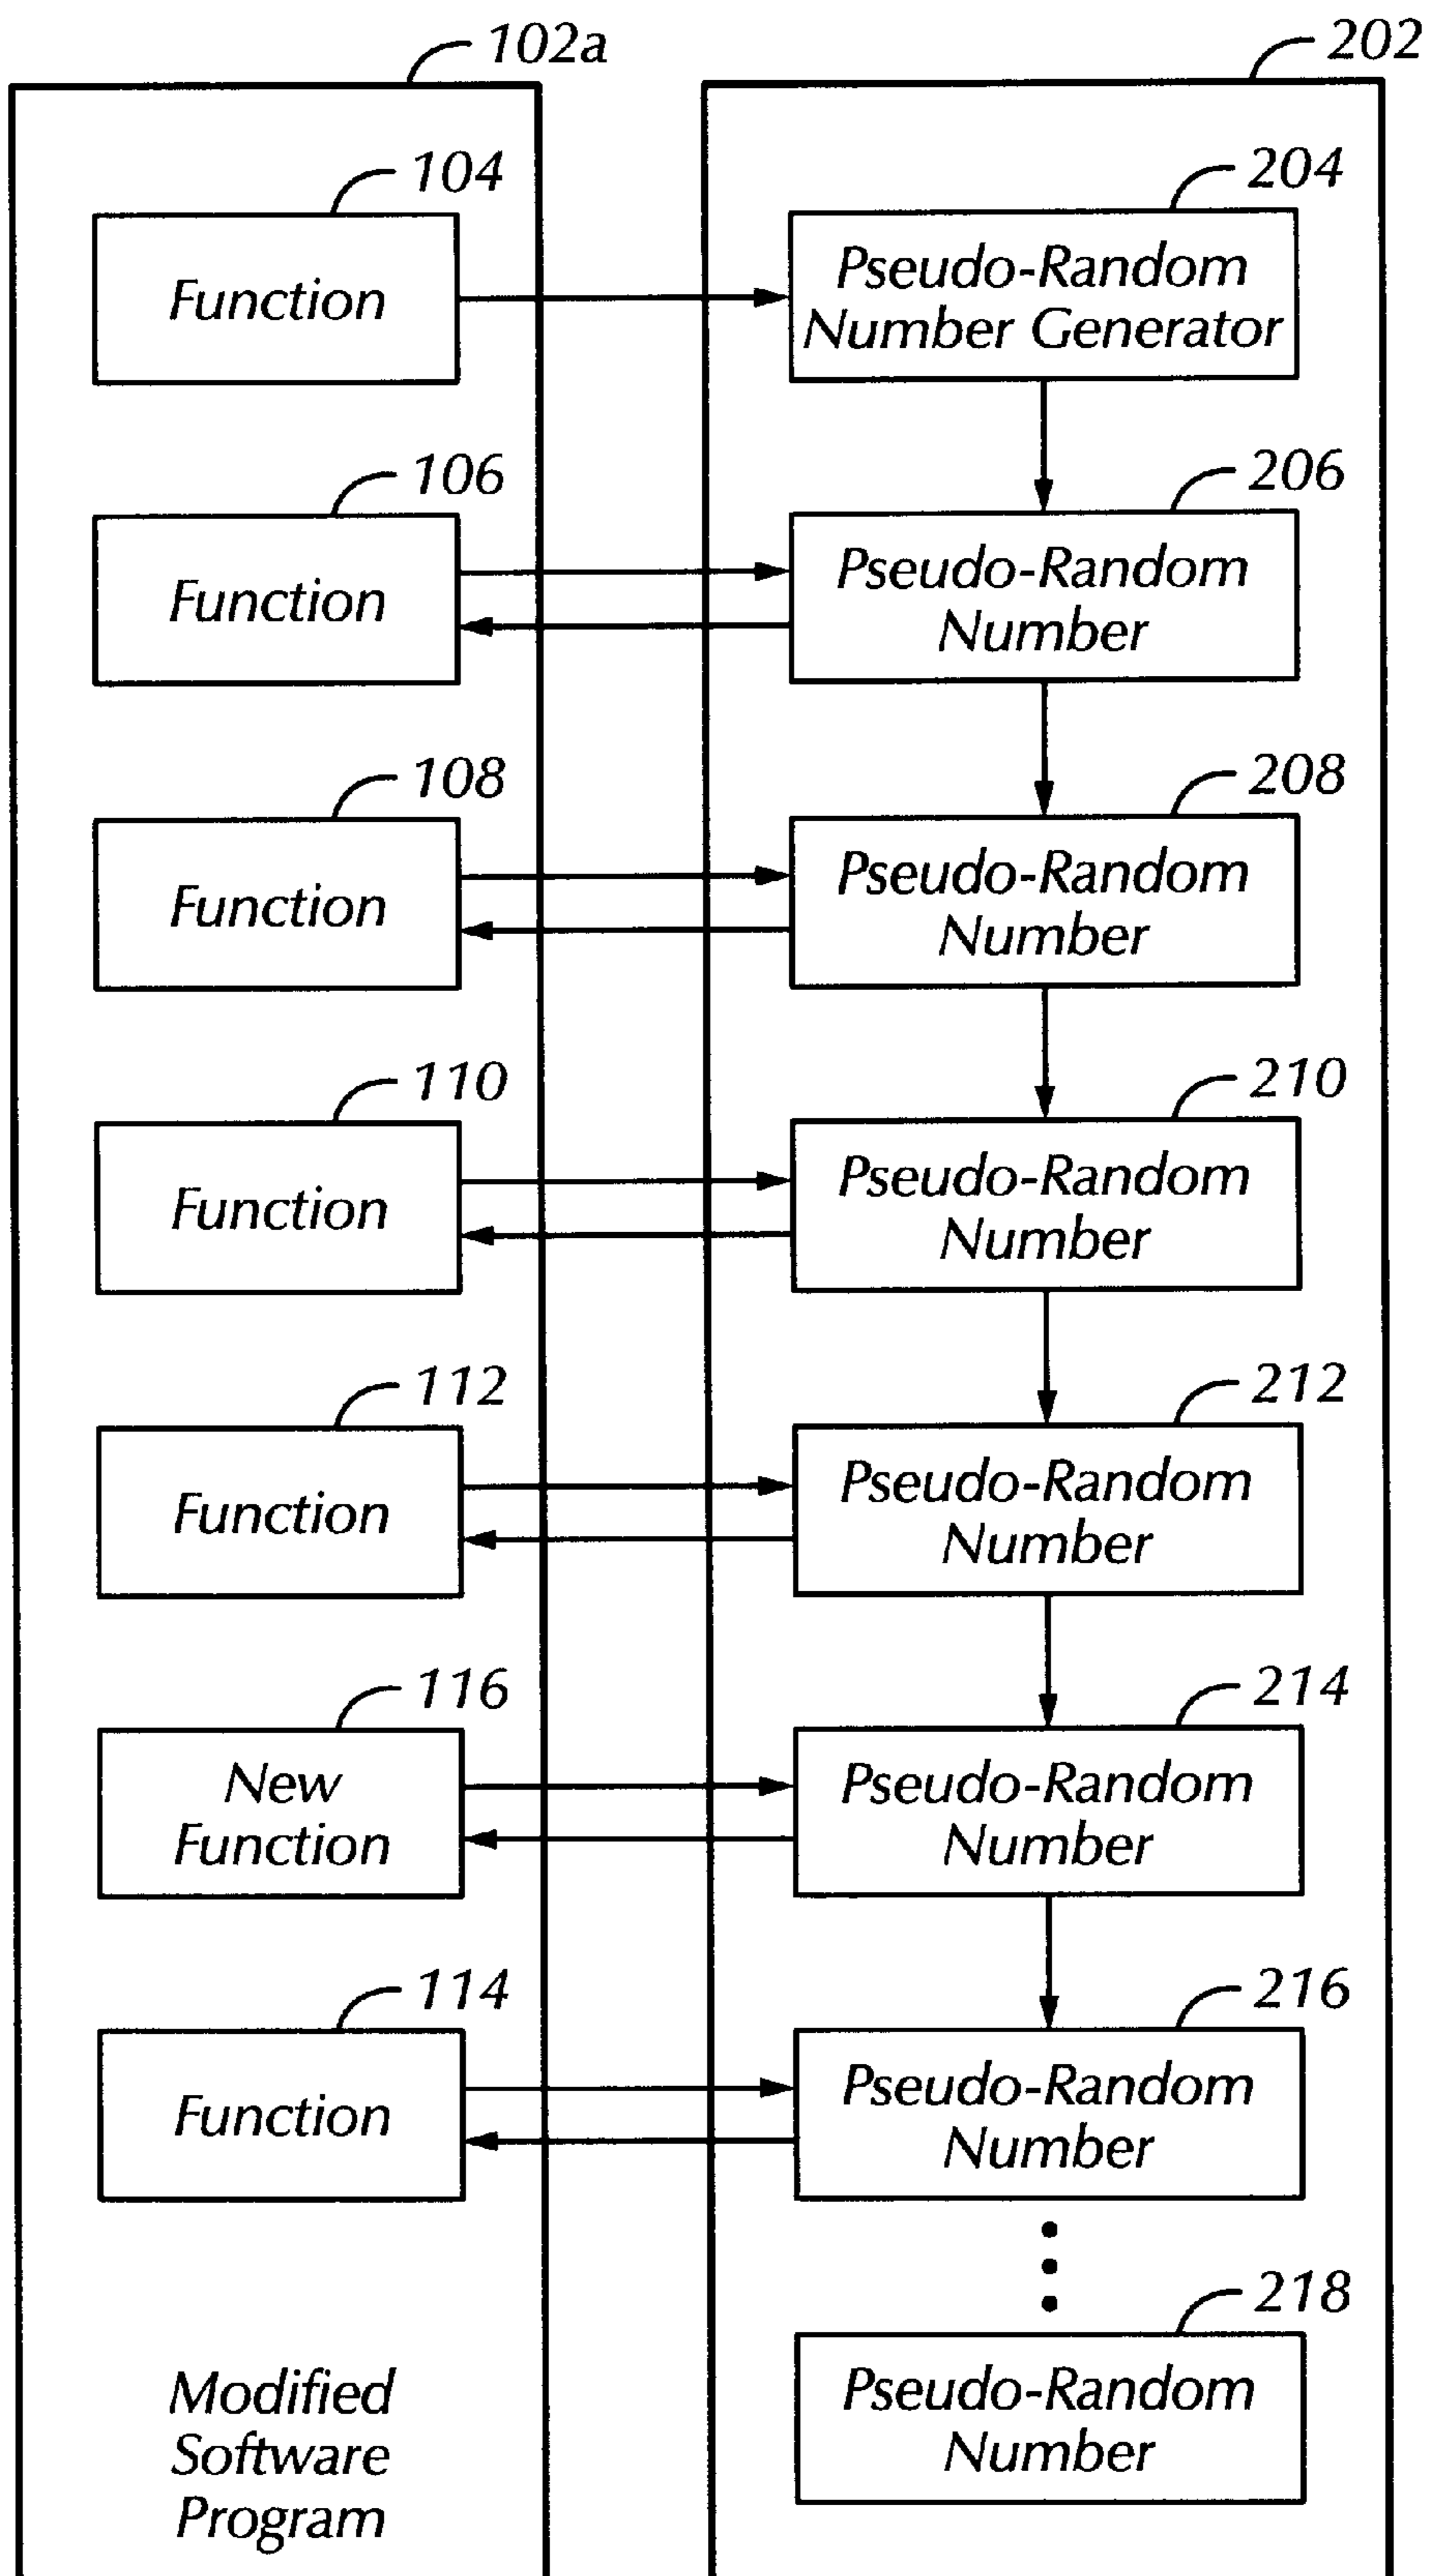 102a
202
104
204
Function
Pseudo-Random
Number Generator
106
206
Function
Pseudo-Random
Number
108
208
Function
Pseudo-Random
Number
110
210
Function
Pseudo-Random
Number
112
212
Function
Pseudo-Random
Number
116
214
New
Function
Pseudo-Random
Number
114
216
Function
Pseudo-Random
Number
218
Pseudo-Random
Number
Modified
Software
Program